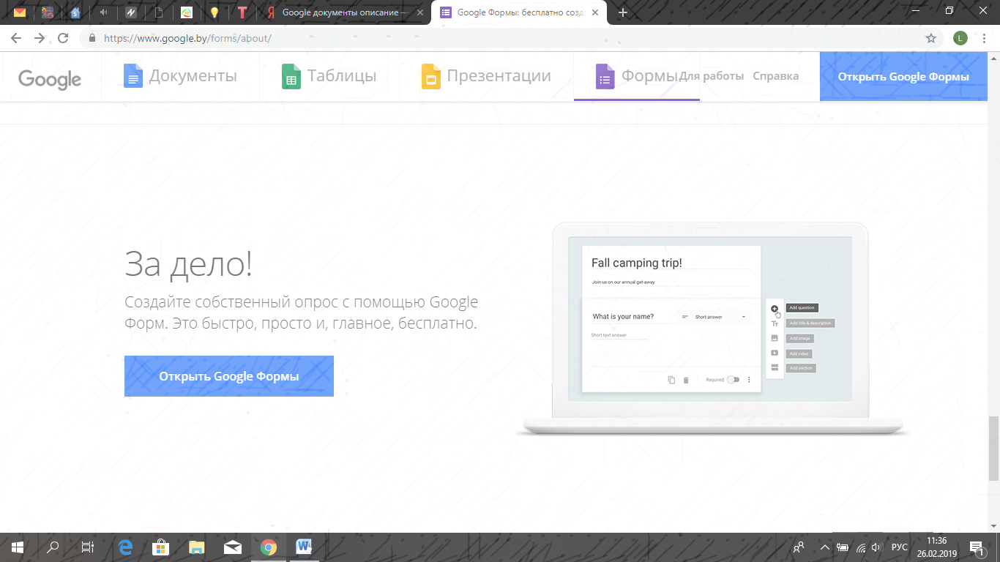 Google документы описание —
Google Формы: бесплатно созд
L
https://www.google.by/forms/about/
Google
Документы
Таблицы
Презентации
Формы
Для работы
Справка
Открыть Google Формы
За дело!
Создайте собственный опрос с помощью Google
Форм. Это быстро, просто и, главное, бесплатно.
Открыть Google Формы
Fall camping trip!
Join us on our annual get-away
What is your name?
Short answer
Short text answer
Required
Add question
Add title & description
Add image
Add video
Add section
РУС
11:36
26.02.2019
1